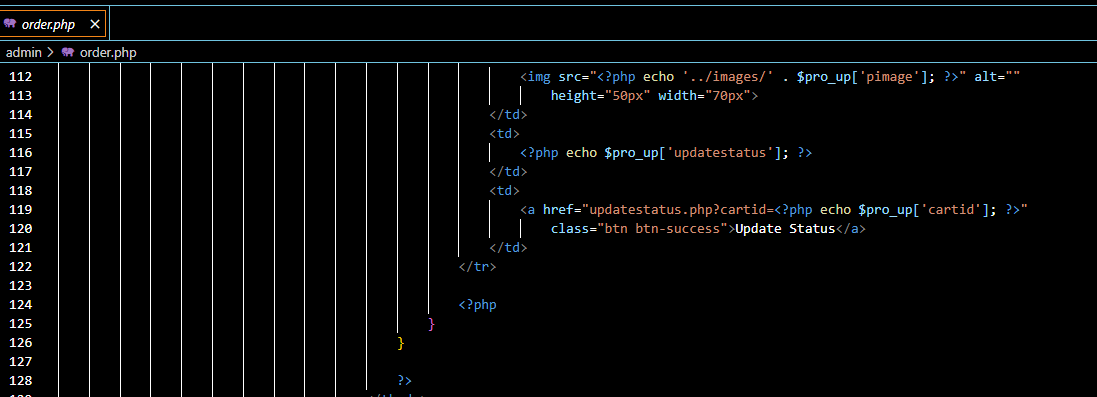 order.php ×
admin > order.php
112 <img src="<?php echo '../images/' . $pro_up['pimage']; ?>" alt=""
113 height="50px" width="70px">
114 </td>
115 <td>
116 <?php echo $pro_up['updatestatus']; ?>
117 </td>
118 <td>
119 <a href="updatestatus.php?cartid=<?php echo $pro_up['cartid']; ?>"
120 class="btn btn-success">Update Status</a>
121 </td>
122 </tr>
123
124 <?php
125 }
126 }
127
128 ?>